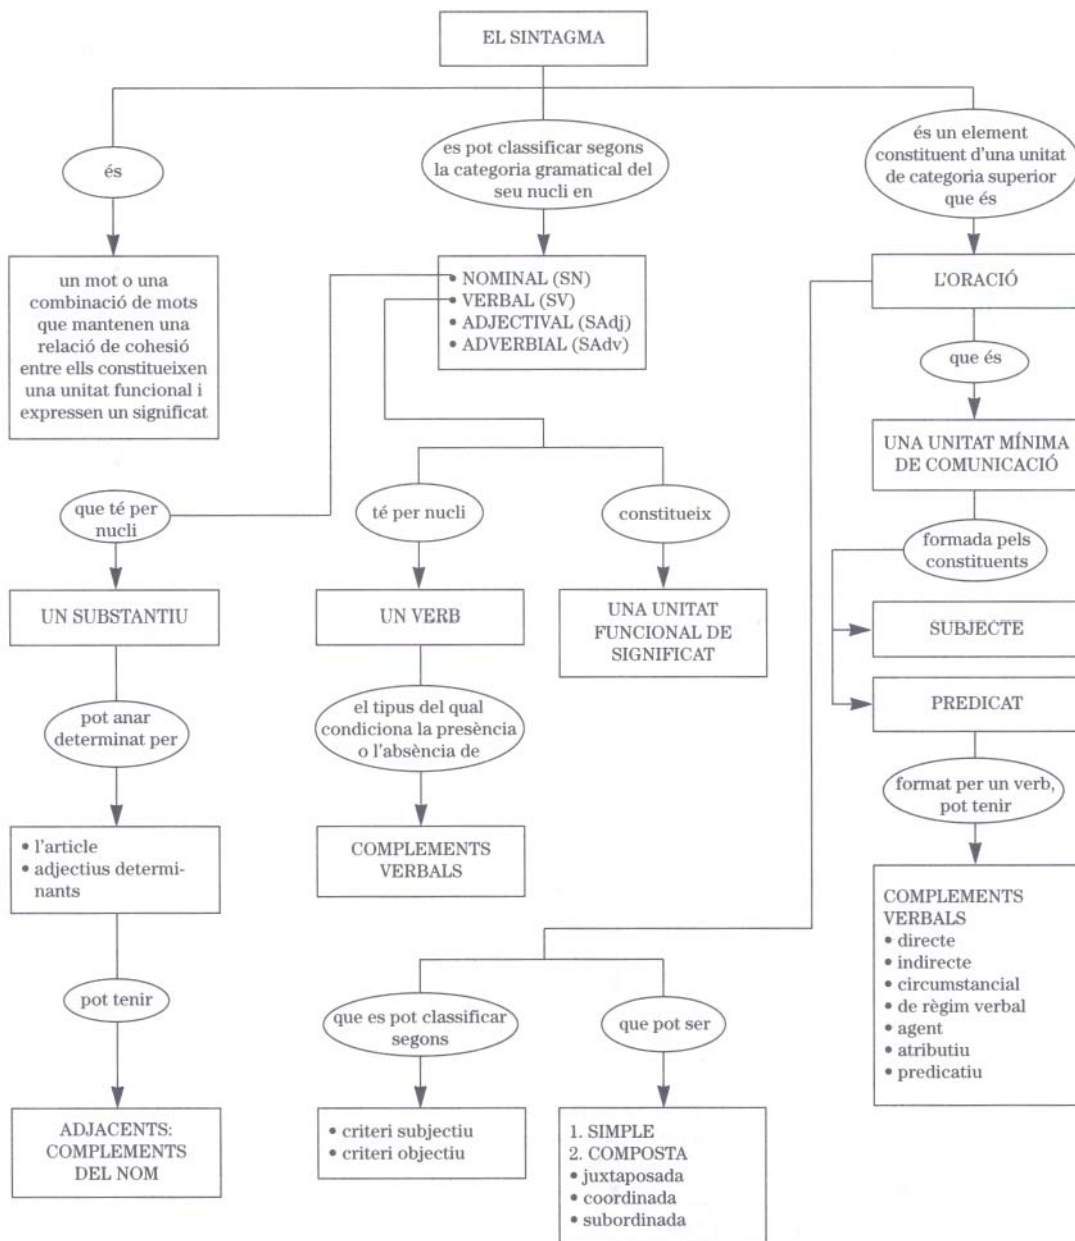 EL SINTAGMA
és
es pot classificar segons
la categoria gramatical del
seu nucli en
és un element
constituent d'una unitat
de categoria superior
que és
un mot o una
combinació de mots
que mantenen una
relació de cohesió
entre ells constitueixen
una unitat funcional i
expressen un significat
• NOMINAL (SN)
• VERBAL (SV)
• ADJECTIVAL (SAdj)
• ADVERBIAL (SAdv)
L'ORACIÓ
que és
UNA UNITAT MÍNIMA
DE COMUNICACIÓ
que té per
nucli
té per nucli
constitueix
formada pels
constituents
UN SUBSTANTIU
UN VERB
UNA UNITAT
FUNCIONAL DE
SIGNIFICAT
SUBJECTE
PREDICAT
pot anar
determinat per
el tipus del qual
condiciona la presència
o l'absència de
format per un verb,
pot tenir
• l'article
• adjectius determi-
nants
COMPLEMENTS
VERBALS
COMPLEMENTS
VERBALS
• directe
• indirecte
• circumstancial
• de règim verbal
• agent
• atributiu
• predicatiu
pot tenir
que es pot classificar
segons
que pot ser
ADJACENTS:
COMPLEMENTS
DEL NOM
• criteri subjectiu
• criteri objectiu
1. SIMPLE
2. COMPOSTA
• juxtaposada
• coordinada
• subordinada